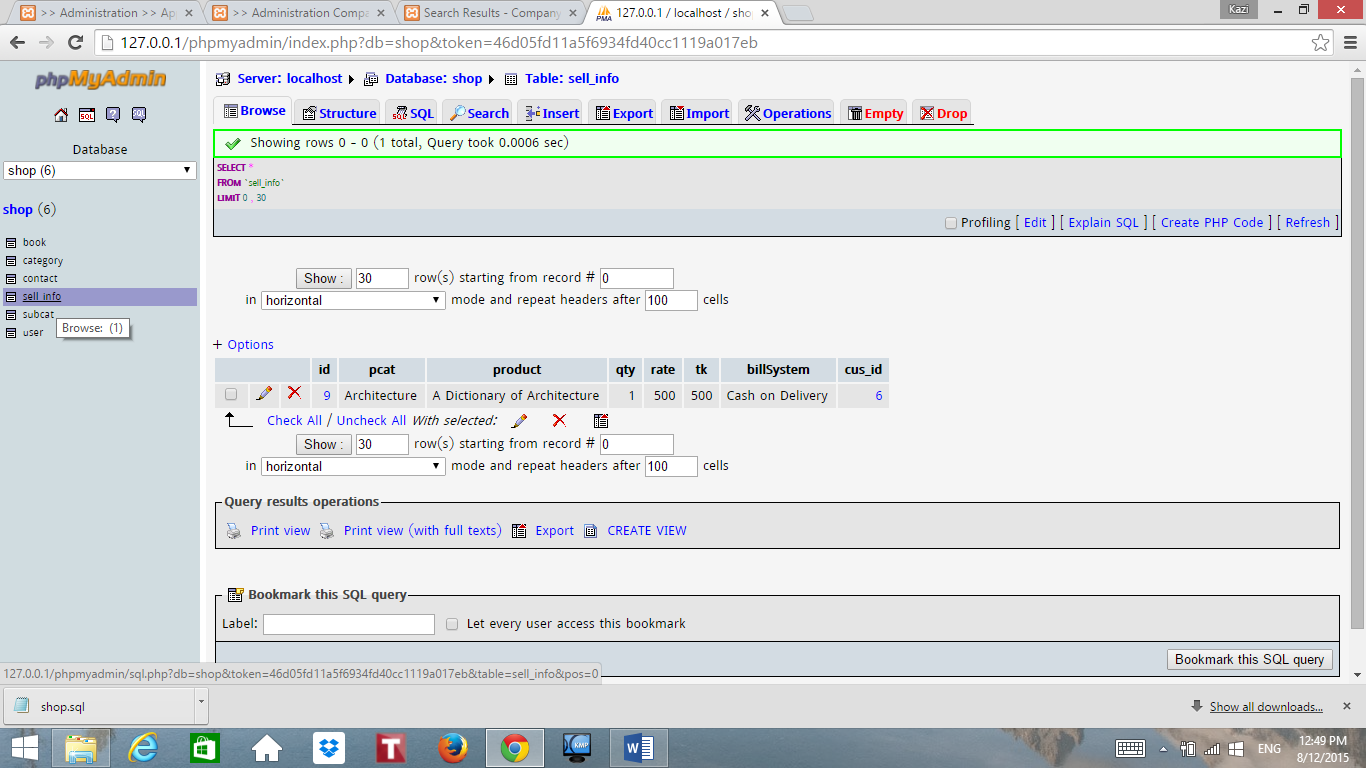 >> Administration >> Ap
>> Administration Compa
Search Results - Company
127.0.0.1 / localhost / sho
Kazi
127.0.0.1/phpmyadmin/index.php?db=shop&token=46d05fd11a5f6934fd40cc1119a017eb
phpMyAdmin
Server: localhost Database: shop Table: sell_info
SQL
Browse Structure SQL Search Insert Export Import Operations Empty Drop
Database
shop (6)
shop (6)
book
category
contact
sell_info
subcat
user
Browse: (1)
Showing rows 0 - 0 (1 total, Query took 0.0006 sec)
SELECT *
FROM `sell_info`
LIMIT 0 , 30
Profiling [ Edit ] [ Explain SQL ] [ Create PHP Code ] [ Refresh ]
Show : 30 row(s) starting from record # 0
in horizontal mode and repeat headers after 100 cells
+ Options
id pcat product qty rate tk billSystem cus_id
9 Architecture A Dictionary of Architecture 1 500 500 Cash on Delivery 6
Check All / Uncheck All With selected:
Show : 30 row(s) starting from record # 0
in horizontal mode and repeat headers after 100 cells
Query results operations
Print view Print view (with full texts) Export CREATE VIEW
Bookmark this SQL query
Label: Let every user access this bookmark
Bookmark this SQL query
127.0.0.1/phpmyadmin/sql.php?db=shop&token=46d05fd11a5f6934fd40cc1119a017eb&table=sell_info&pos=0
shop.sql
Show all downloads...
ENG
12:49 PM
8/12/2015